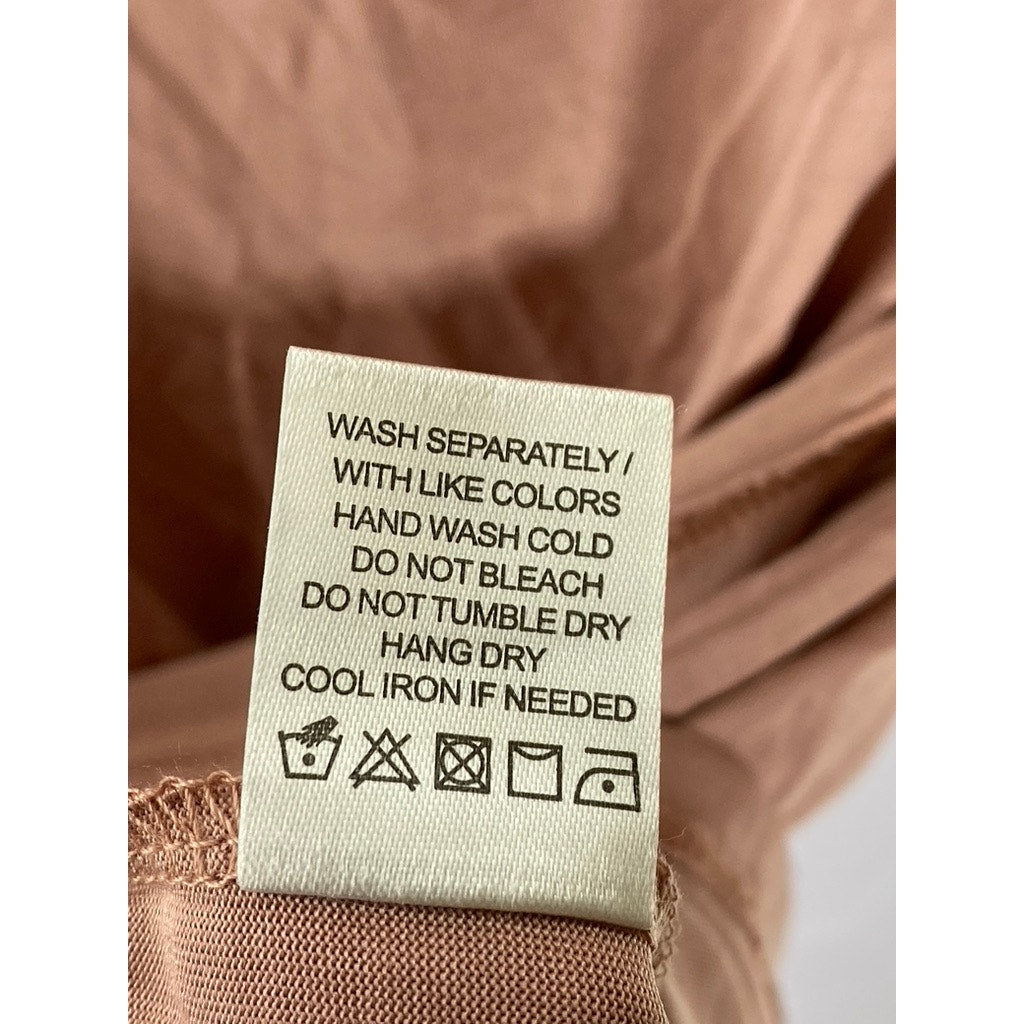 WASH SEPARATELY /
WITH LIKE COLORS
HAND WASH COLD
DO NOT BLEACH
DO NOT TUMBLE DRY
HANG DRY
COOL IRON IF NEEDED